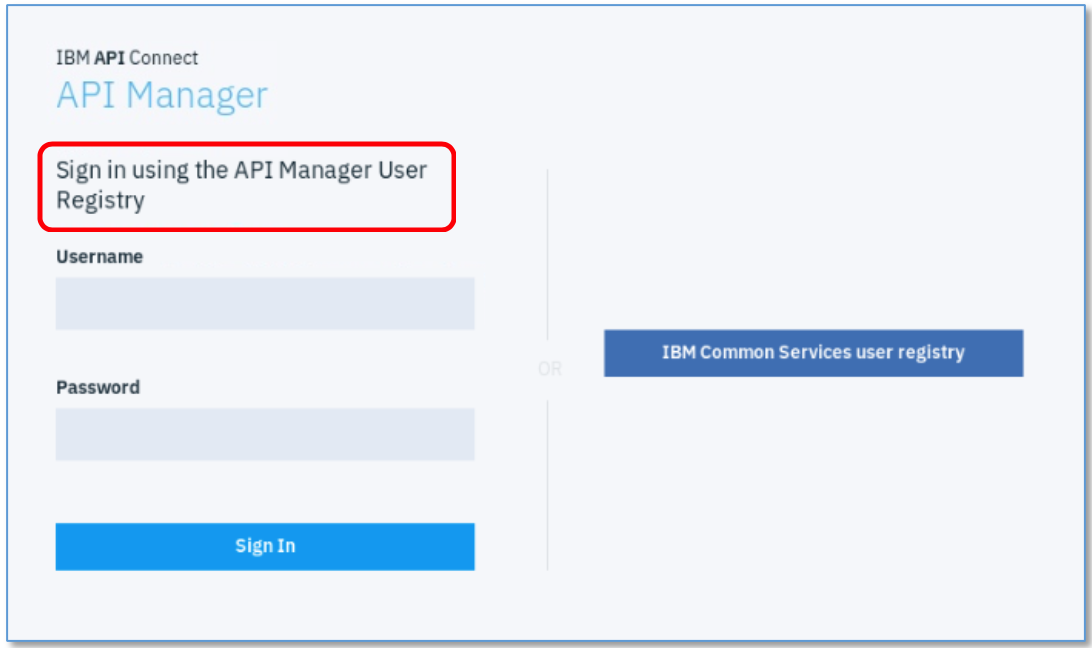 IBM API Connect
API Manager
Sign in using the API Manager User
Registry
Username
Password
Sign In
OR
IBM Common Services user registry